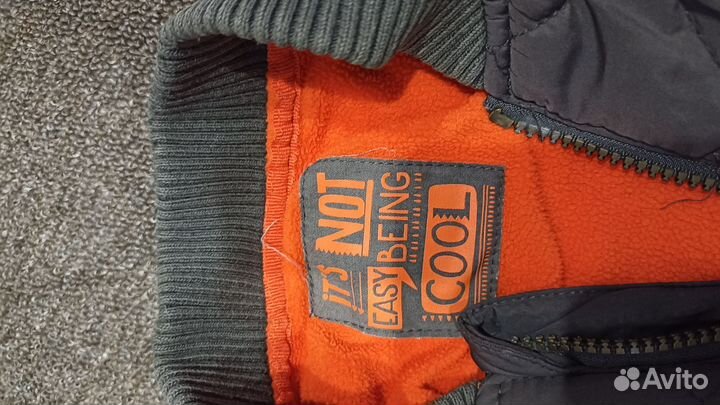 IT'S
NOT
EASY BEING
COOL
Avito